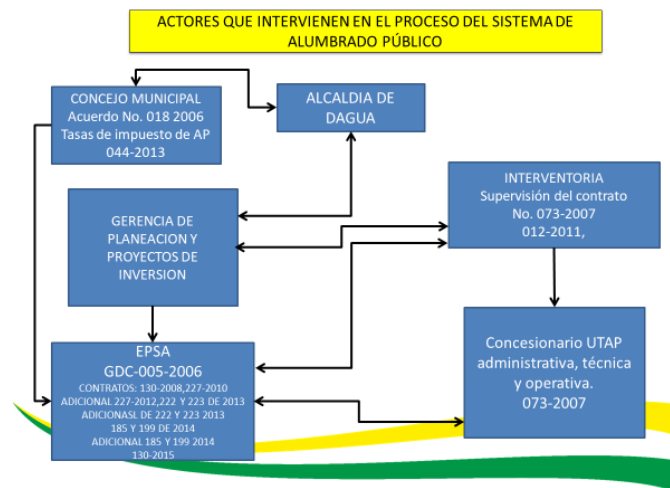 ACTORES QUE INTERVIENEN EN EL PROCESO DEL SISTEMA DE
ALUMBRADO PÚBLICO
CONCEJO MUNICIPAL
Acuerdo No. 018 2006
Tasas de impuesto de AP
044-2013
ALCALDIA DE
DAGUA
INTERVENTORIA
Supervisión del contrato
No. 073-2007
012-2011,
GERENCIA DE
PLANEACION Y
PROYECTOS DE
INVERSION
EPSA
GDC-005-2006
CONTRATOS: 130-2008,227-2010
ADICIONAL 227-2012,222 Y 223 DE 2013
ADICIONASL DE 222 Y 223 2013
185 Y 199 DE 2014
ADICIONAL 185 Y 199 2014
130-2015
Concesionario UTAP
administrativa, técnica
y operativa.
073-2007